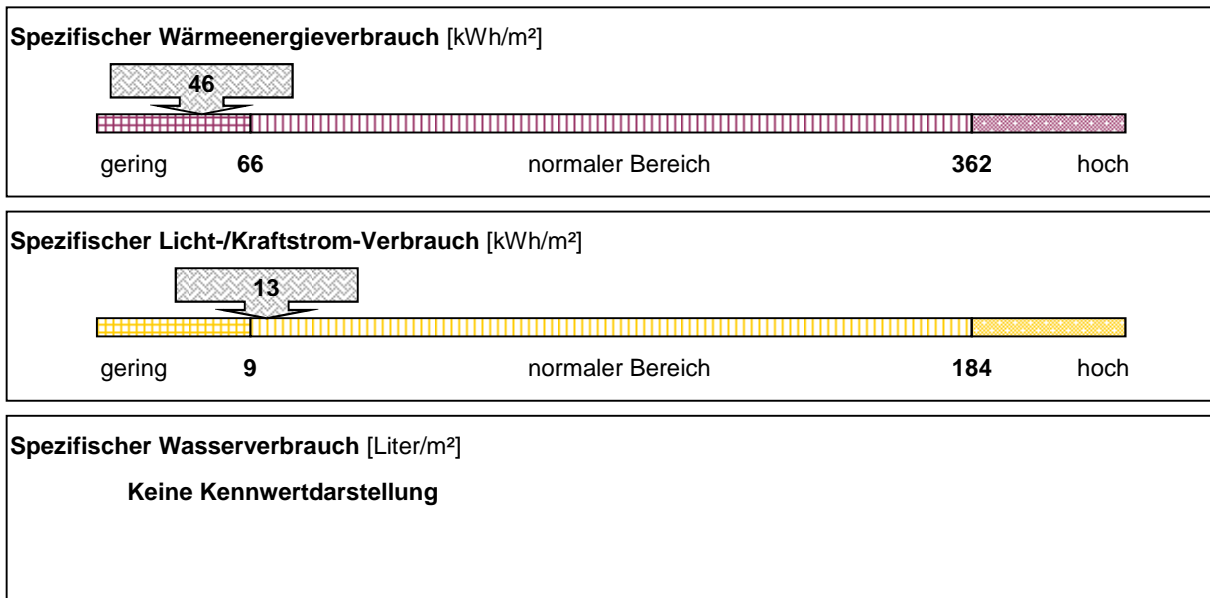 Spezifischer Wärmeenergieverbrauch [kWh/m²]
46
gering 66 normaler Bereich 362 hoch
Spezifischer Licht-/Kraftstrom-Verbrauch [kWh/m²]
13
gering 9 normaler Bereich 184 hoch
Spezifischer Wasserverbrauch [Liter/m²]
Keine Kennwertdarstellung